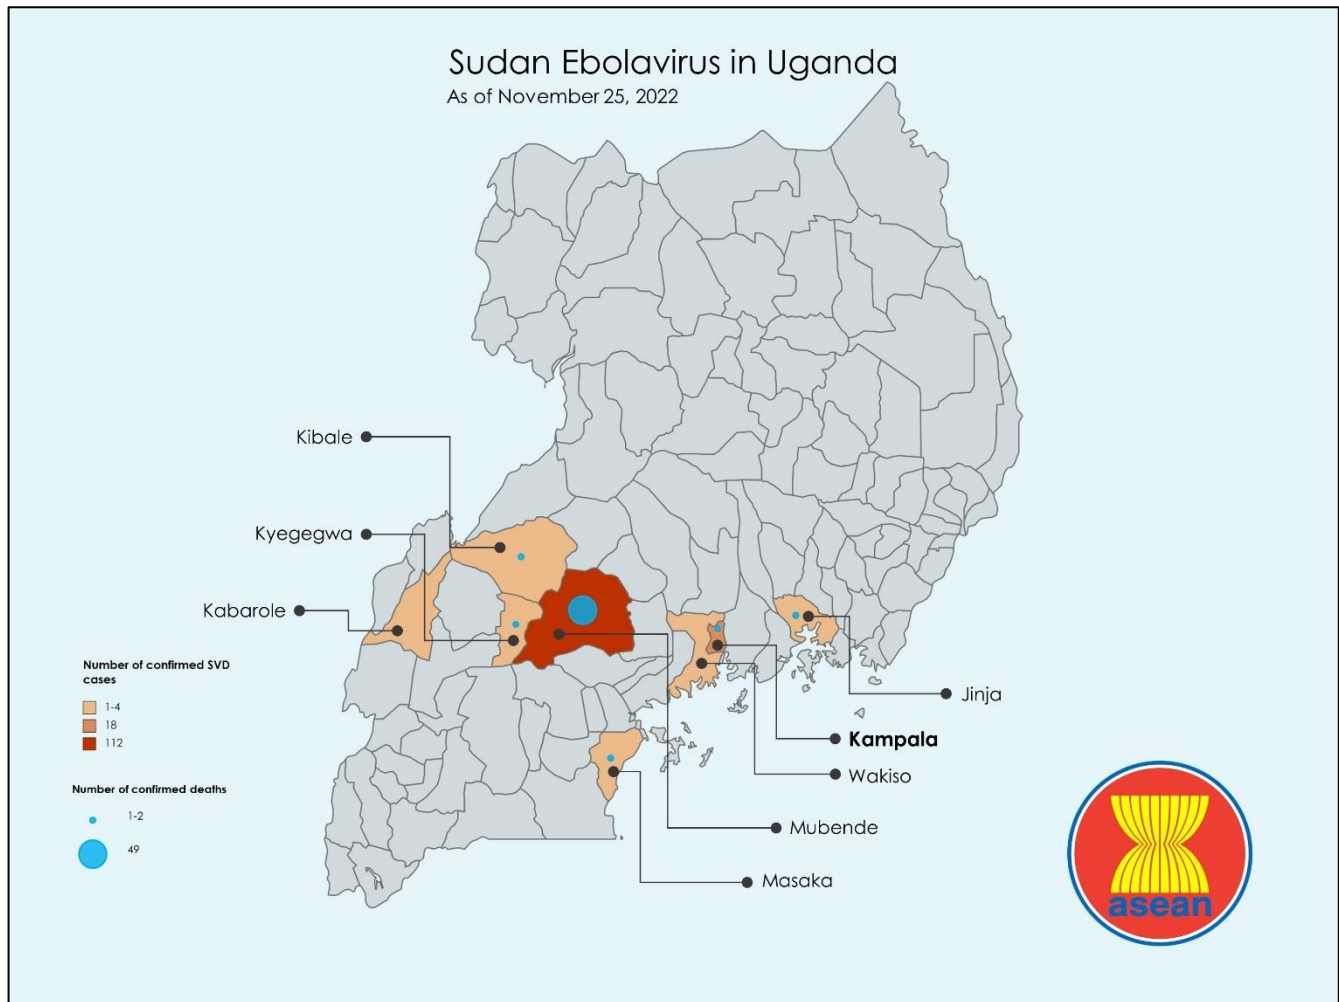 Sudan Ebolavirus in Uganda
As of November 25, 2022
Kibale
Kyegegwa
Kabarole
Number of confirmed SVD
cases
1-4
18
112
Number of confirmed deaths
1-2
49
Jinja
Kampala
Wakiso
Mubende
Masaka
asean